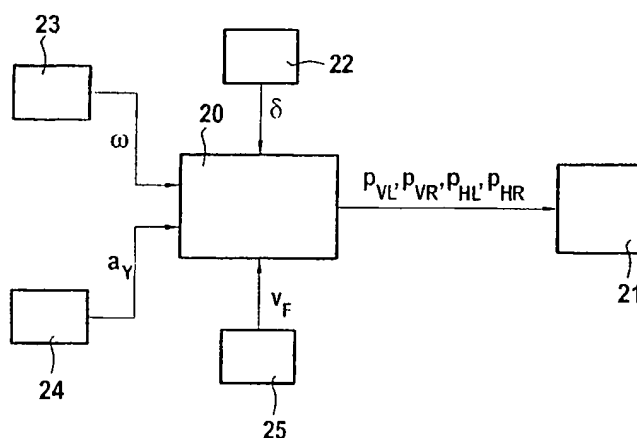 23
22
20
δ
ω
p_VL, p_VR, p_HL, p_HR
a_Y
v_F
21
24
25